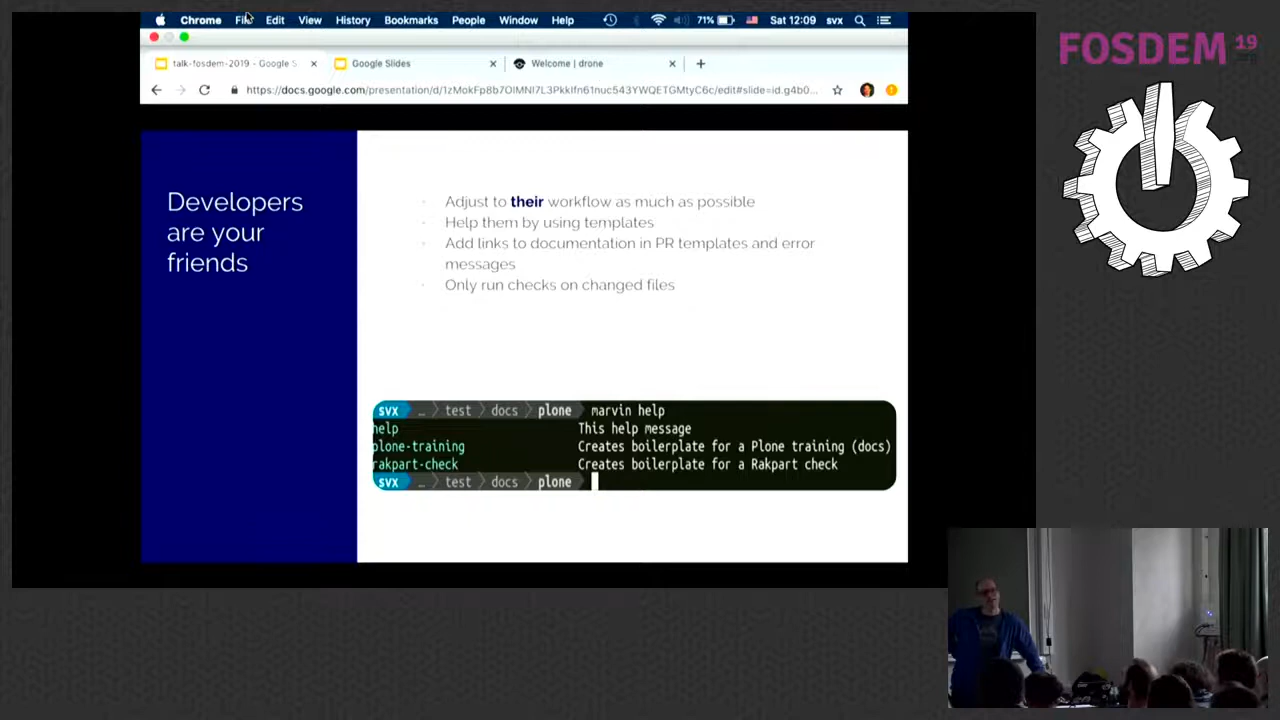 Chrome File Edit View History Bookmarks People Window Help 71% Sat 12:09 svx
talk-fosdem-2019 - Google S
Google Slides
Welcome | drone
FOSDEM 19
.org
Developers
are your
friends
Adjust to their workflow as much as possible
Help them by using templates
Add links to documentation in PR templates and error
messages
Only run checks on changed files
svx … test docs plone marvin help
help This help message
plone-training Creates boilerplate for a Plone training (docs)
rakpart-check Creates boilerplate for a Rakpart check
svx … test docs plone